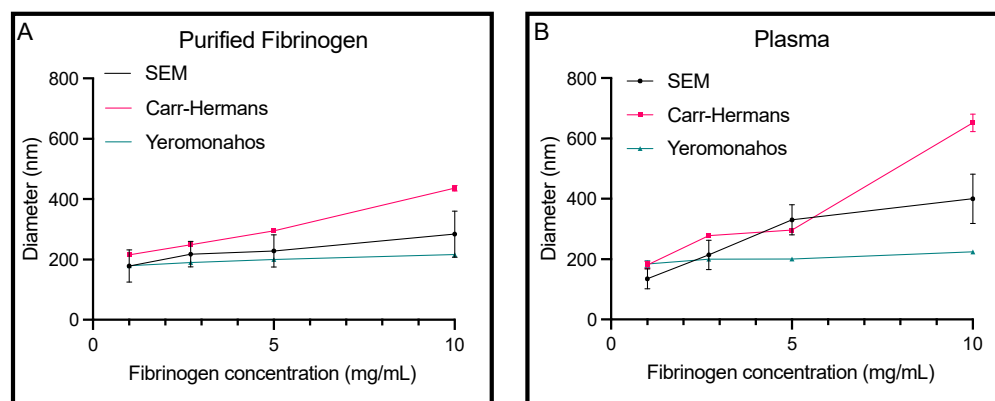 A
Purified Fibrinogen
SEM
Carr-Hermans
Yeromonahos
800
600
400
200
0
Diameter (nm)
0
5
10
Fibrinogen concentration (mg/mL)
B
Plasma
SEM
Carr-Hermans
Yeromonahos
800
600
400
200
0
Diameter (nm)
0
5
10
Fibrinogen concentration (mg/mL)